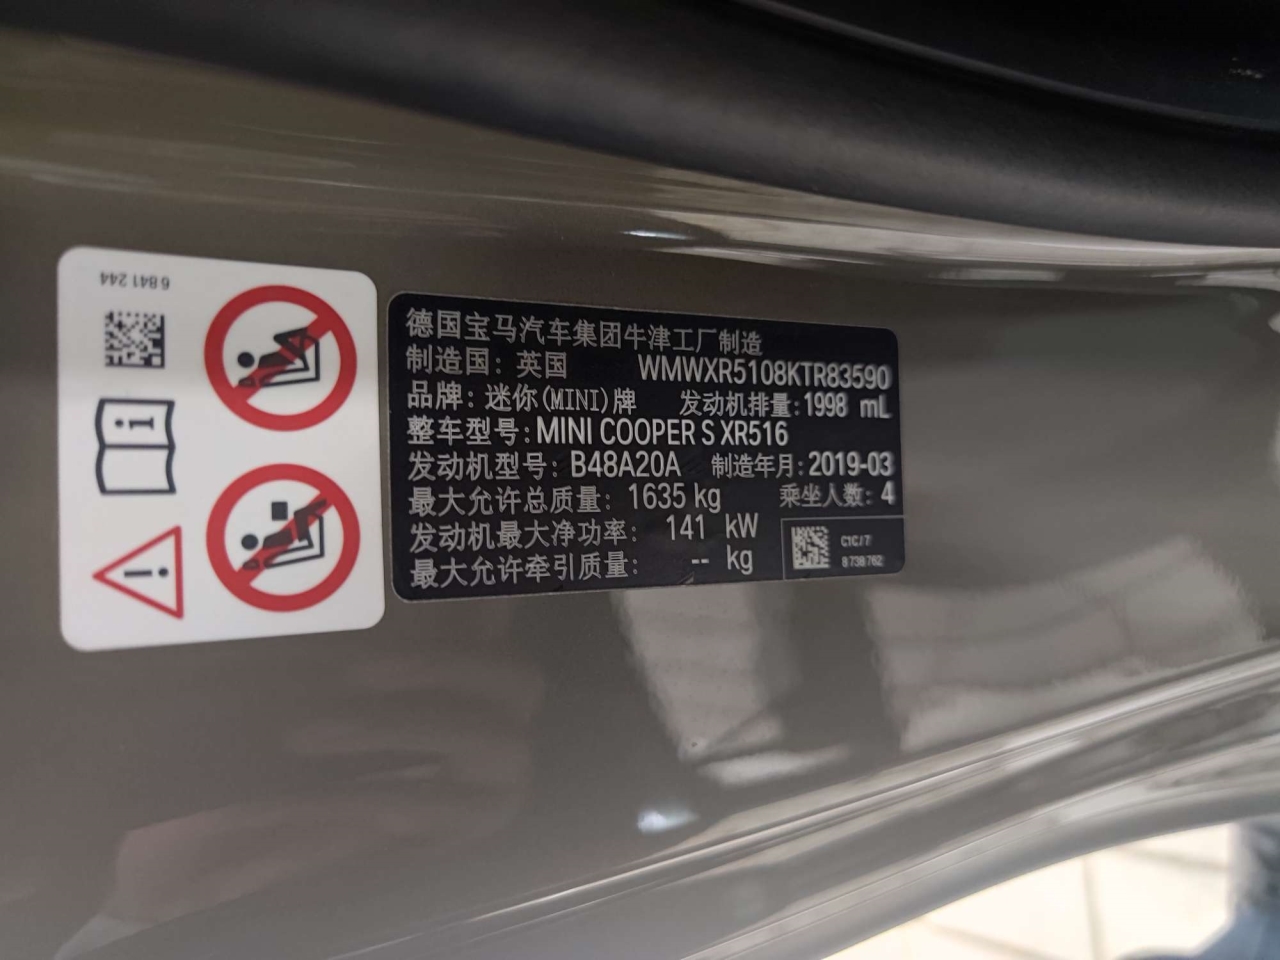 6 841 244
德国宝马汽车集团牛津工厂制造
制造国: 英国 WMWXR5108KTR83590
品牌: 迷你(MINI)牌 发动机排量: 1998 mL
整车型号: MINI COOPER S XR516
发动机型号: B48A20A 制造年月: 2019-03
最大允许总质量: 1635 kg 乘坐人数: 4
发动机最大净功率: 141 kW
最大允许牵引质量: -- kg
C1C/7
8 738 762